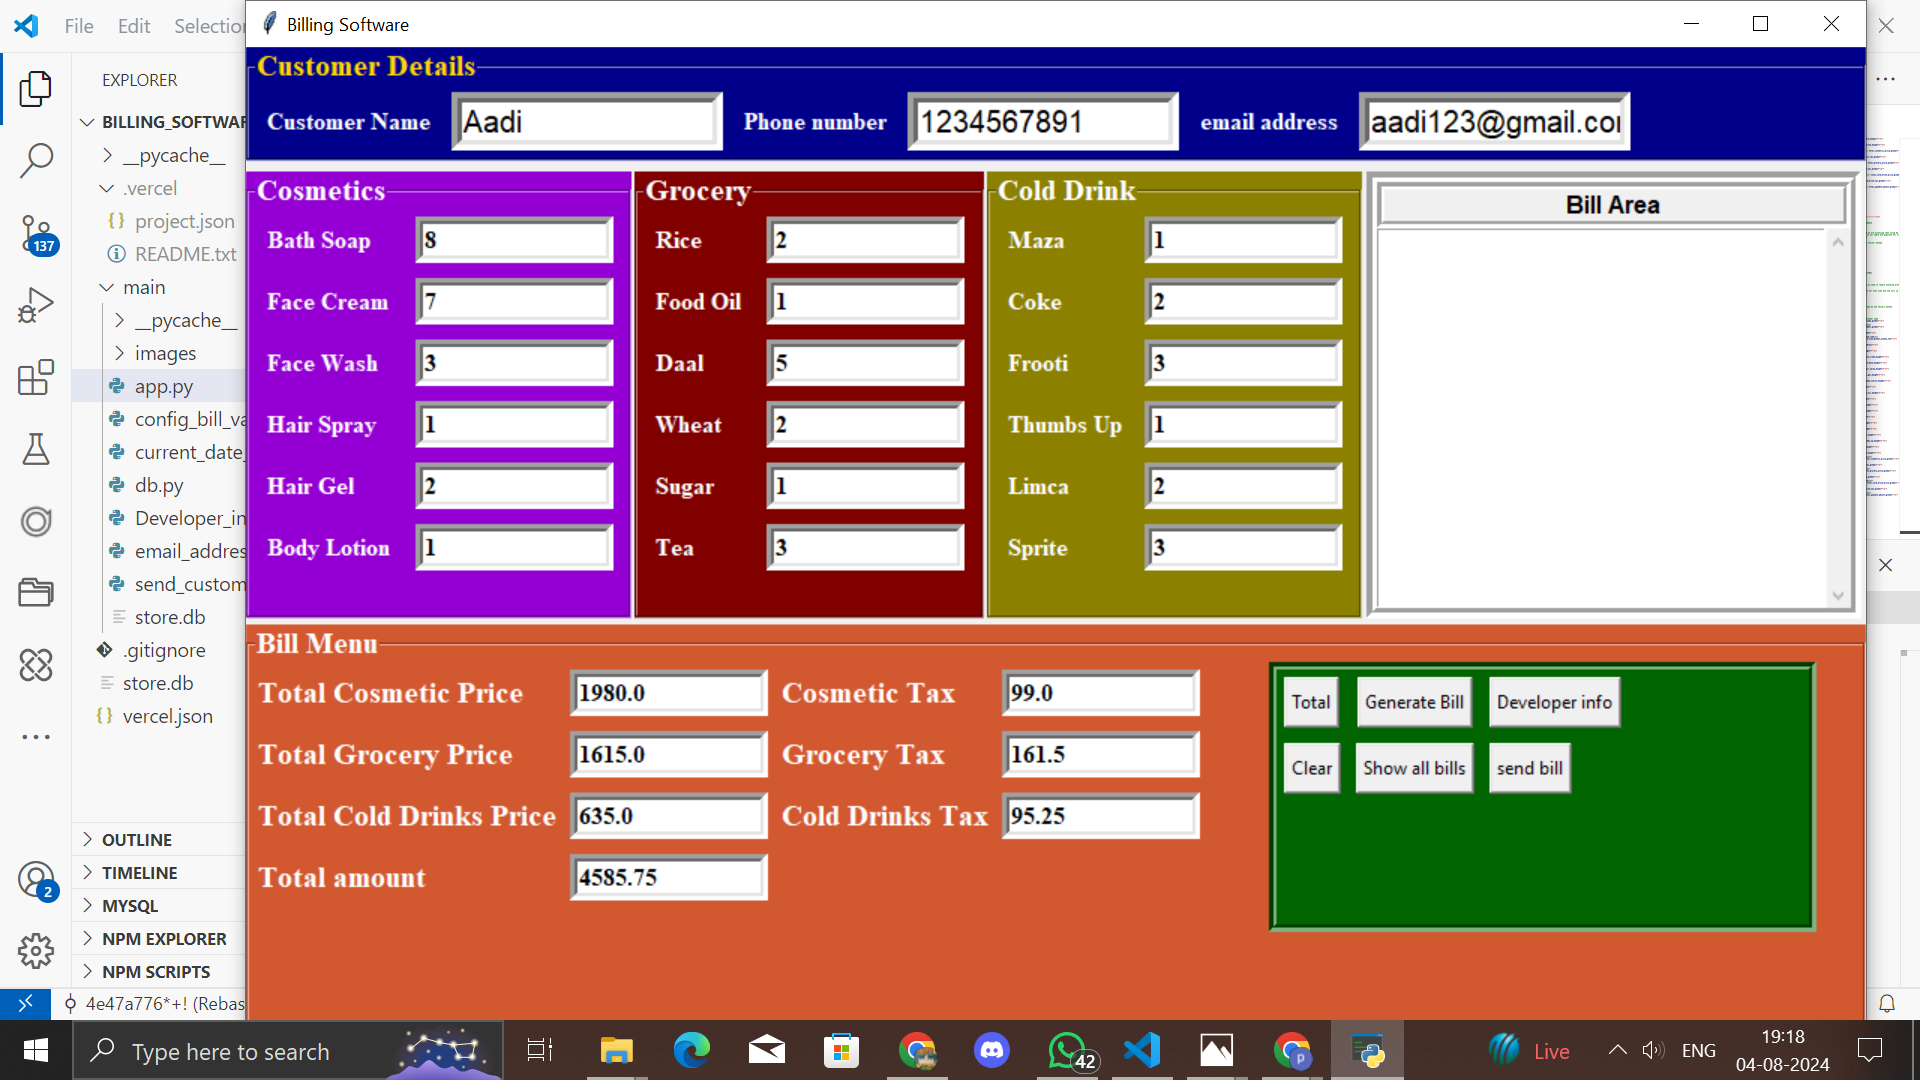 File Edit Selection
Billing Software
EXPLORER
BILLING_SOFTWAR
__pycache__
.vercel
{} project.json
README.txt
main
__pycache__
images
app.py
config_bill_va
current_date_
db.py
Developer_in
email_addres
send_custom
store.db
.gitignore
store.db
{} vercel.json
OUTLINE
TIMELINE
MYSQL
NPM EXPLORER
NPM SCRIPTS
137
2
4e47a776*+! (Rebas
Customer Details
Customer Name Aadi Phone number 1234567891 email address aadi123@gmail.co
Cosmetics
Bath Soap 8
Face Cream 7
Face Wash 3
Hair Spray 1
Hair Gel 2
Body Lotion 1
Grocery
Rice 2
Food Oil 1
Daal 5
Wheat 2
Sugar 1
Tea 3
Cold Drink
Maza 1
Coke 2
Frooti 3
Thumbs Up 1
Limca 2
Sprite 3
Bill Area
Bill Menu
Total Cosmetic Price 1980.0 Cosmetic Tax 99.0
Total Grocery Price 1615.0 Grocery Tax 161.5
Total Cold Drinks Price 635.0 Cold Drinks Tax 95.25
Total amount 4585.75
Total Generate Bill Developer info
Clear Show all bills send bill
Type here to search
42
p
Live
ENG
19:18
04-08-2024